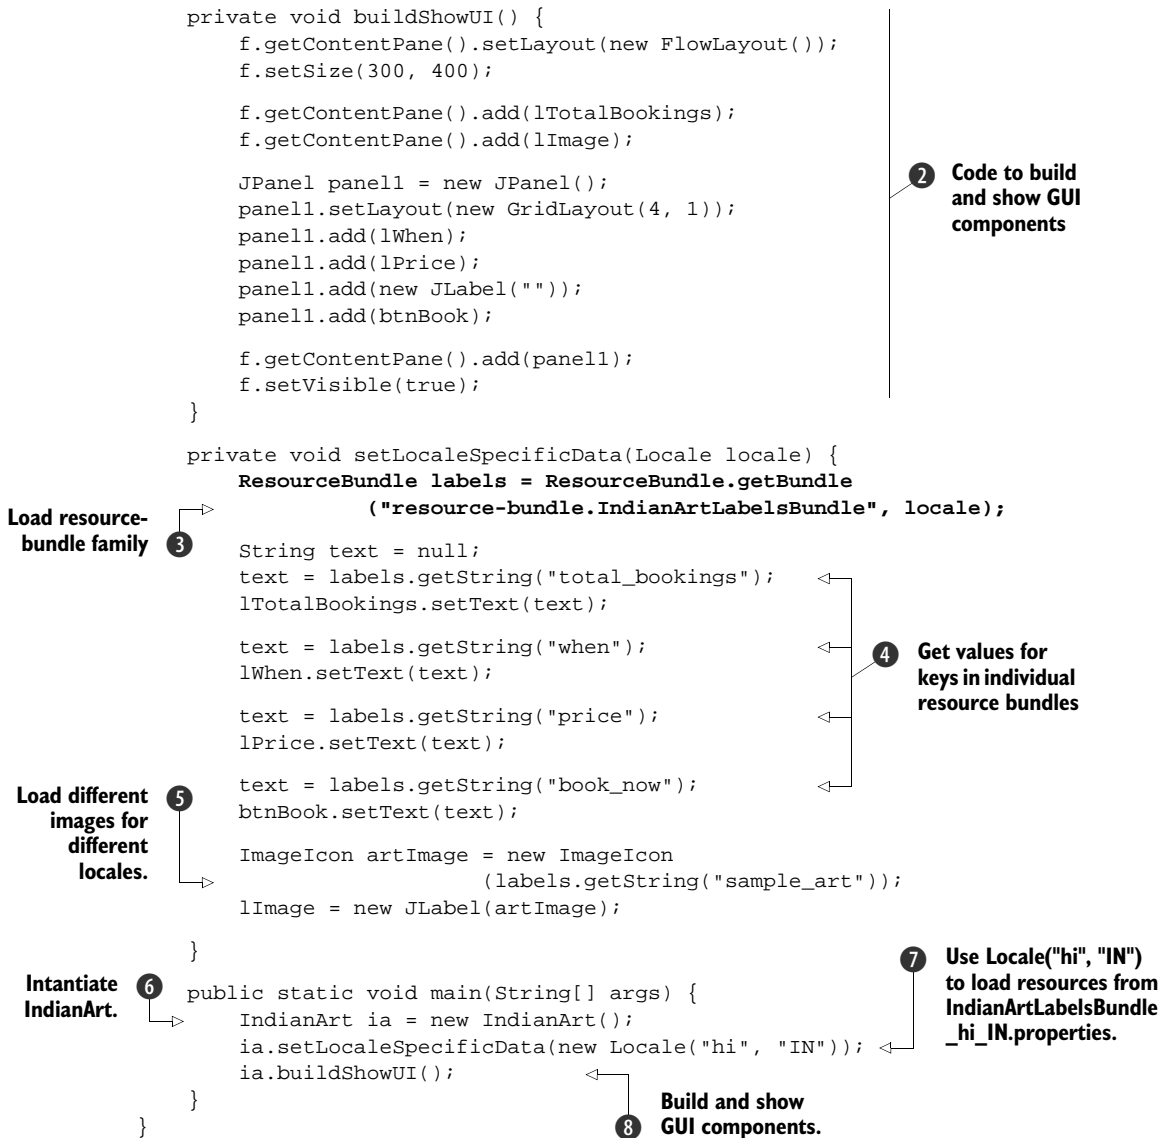 private void buildShowUI() {
f.getContentPane().setLayout(new FlowLayout());
f.setSize(300, 400);
f.getContentPane().add(lTotalBookings);
f.getContentPane().add(lImage);
JPanel panel1 = new JPanel();
panel1.setLayout(new GridLayout(4, 1));
panel1.add(lWhen);
panel1.add(lPrice);
panel1.add(new JLabel(""));
panel1.add(btnBook);
f.getContentPane().add(panel1);
f.setVisible(true);
}
2 Code to build
and show GUI
components
private void setLocaleSpecificData(Locale locale) {
ResourceBundle labels = ResourceBundle.getBundle
("resource-bundle.IndianArtLabelsBundle", locale);
Load resource-
bundle family 3
String text = null;
text = labels.getString("total_bookings");
lTotalBookings.setText(text);
text = labels.getString("when");
lWhen.setText(text);
text = labels.getString("price");
lPrice.setText(text);
text = labels.getString("book_now");
btnBook.setText(text);
4 Get values for
keys in individual
resource bundles
Load different 5
images for
different
locales.
ImageIcon artImage = new ImageIcon
(labels.getString("sample_art"));
lImage = new JLabel(artImage);
}
Intantiate 6
IndianArt.
public static void main(String[] args) {
IndianArt ia = new IndianArt();
ia.setLocaleSpecificData(new Locale("hi", "IN"));
ia.buildShowUI();
}
}
7 Use Locale("hi", "IN")
to load resources from
IndianArtLabelsBundle
_hi_IN.properties.
Build and show
8 GUI components.